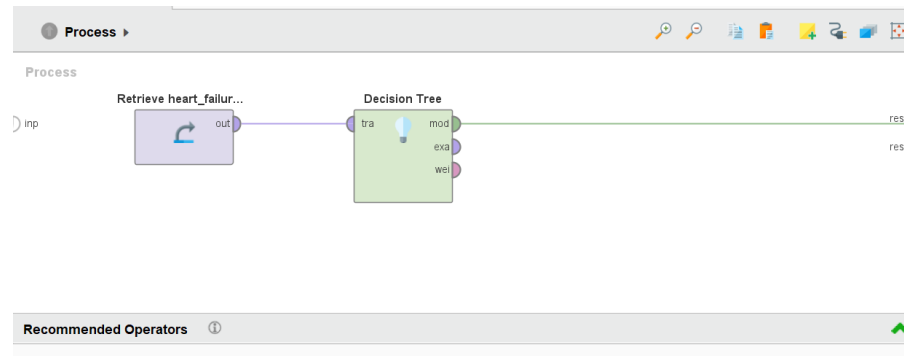 Process
Process
Retrieve heart_failur...
Decision Tree
inp
out
tra
mod
res
exa
res
wei
Recommended Operators